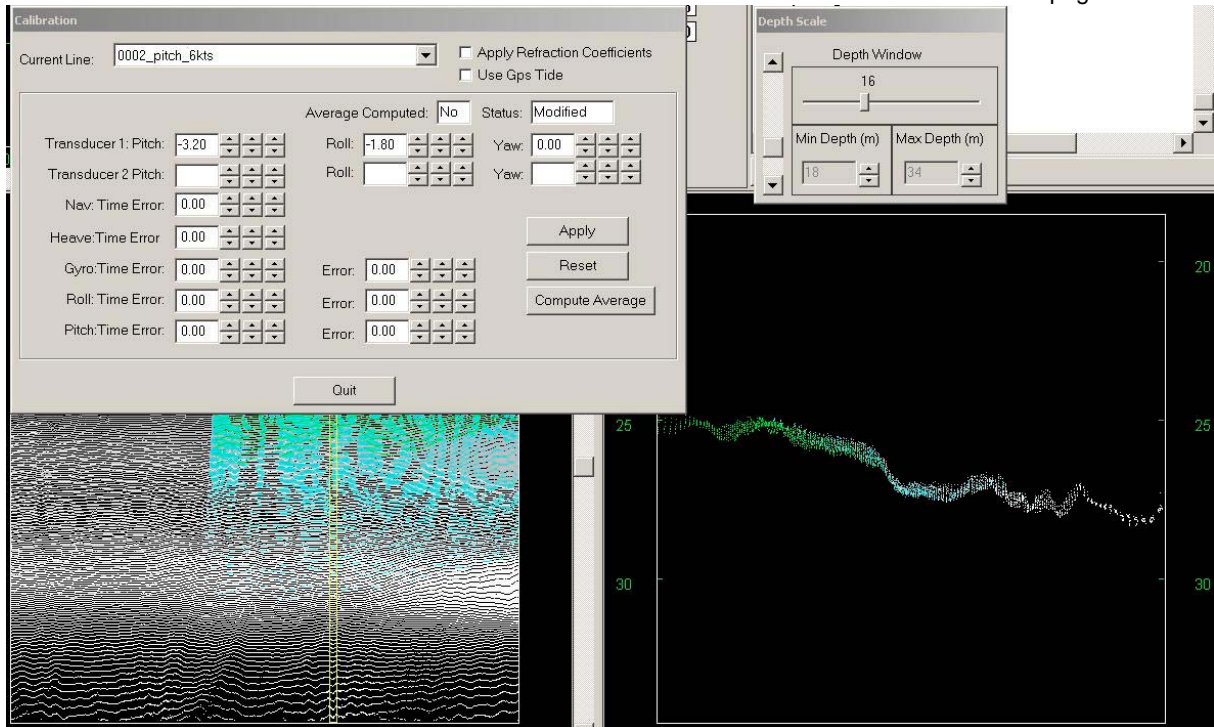 Calibration
Current Line: 0002_pitch_6kts
Apply Refraction Coefficients
Use Gps Tide
Average Computed: No Status: Modified
Transducer 1: Pitch: -3.20 Roll: -1.80 Yaw: 0.00
Transducer 2 Pitch: Roll: Yaw:
Nav: Time Error: 0.00
Heave:Time Error 0.00
Gyro:Time Error: 0.00 Error: 0.00
Roll: Time Error: 0.00 Error: 0.00
Pitch:Time Error: 0.00 Error: 0.00
Apply
Reset
Compute Average
Quit
Depth Scale
Depth Window
16
Min Depth (m) Max Depth (m)
18 34
20
25 25
30 30